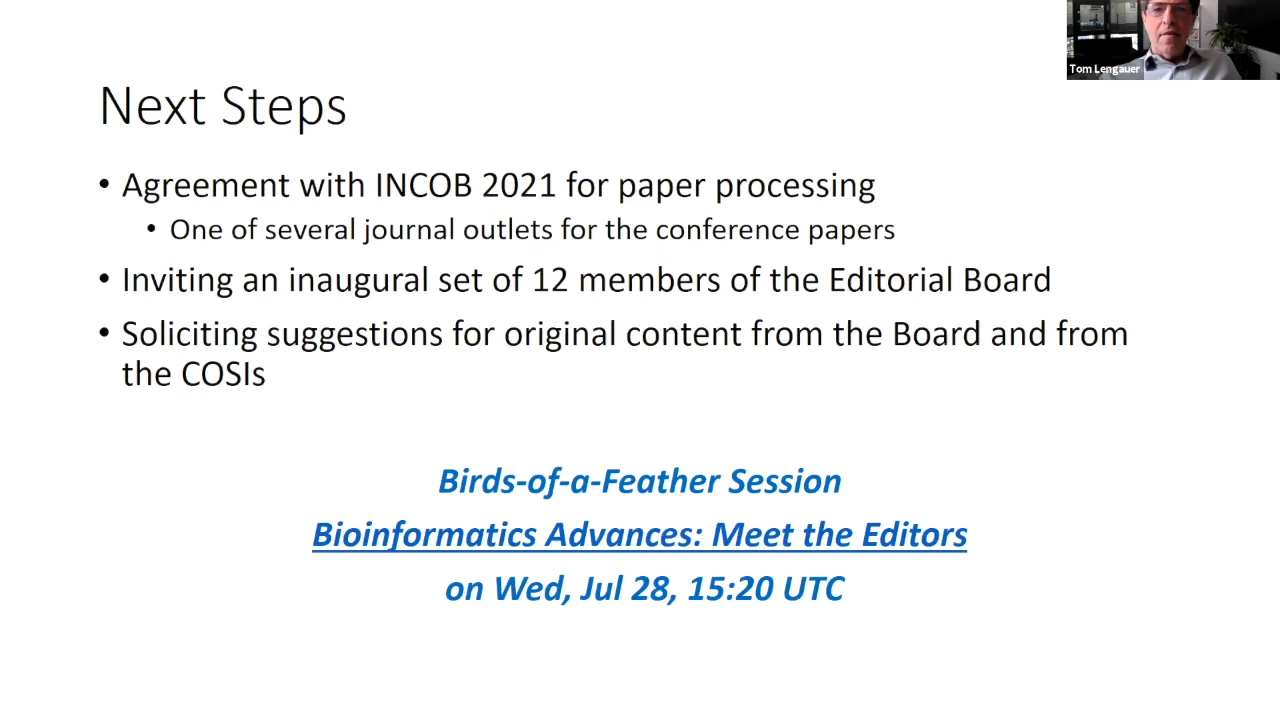 Tom Lengauer
Next Steps
• Agreement with INCOB 2021 for paper processing
• One of several journal outlets for the conference papers
• Inviting an inaugural set of 12 members of the Editorial Board
• Soliciting suggestions for original content from the Board and from
the COSIs
Birds-of-a-Feather Session
Bioinformatics Advances: Meet the Editors
on Wed, Jul 28, 15:20 UTC